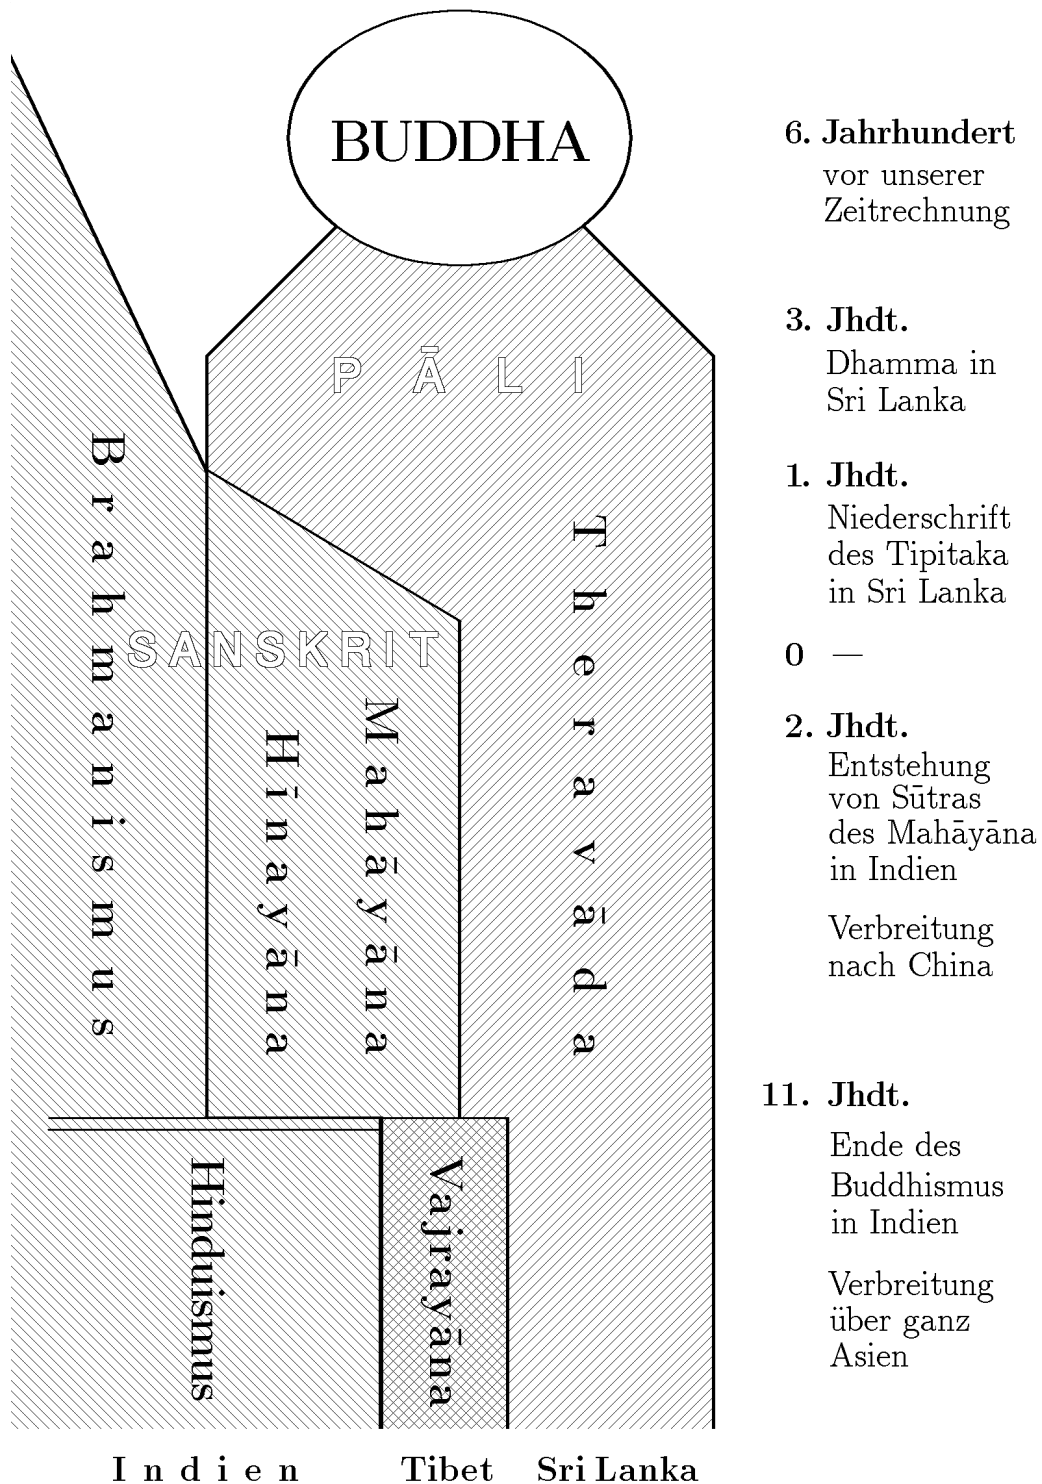 BUDDHA
PĀLI
SANSKRIT
Brahmanismus
Hīnayāna
Mahāyāna
Theravāda
Hinduismus
Vajrayāna
Indien
Tibet
Sri Lanka
6. Jahrhundert
vor unserer
Zeitrechnung
3. Jhdt.
Dhamma in
Sri Lanka
1. Jhdt.
Niederschrift
des Tipitaka
in Sri Lanka
0 —
2. Jhdt.
Entstehung
von Sūtras
des Mahāyāna
in Indien
Verbreitung
nach China
11. Jhdt.
Ende des
Buddhismus
in Indien
Verbreitung
über ganz
Asien